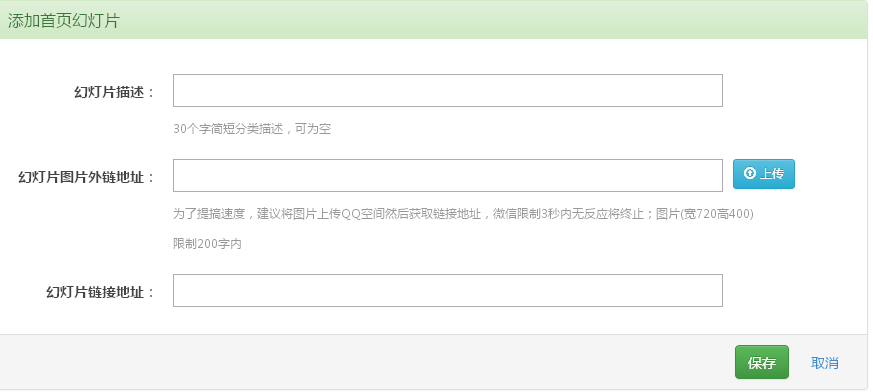 添加首页幻灯片
幻灯片描述：
30个字简短分类描述，可为空
幻灯片图片外链地址：
上传
为了提搞速度，建议将图片上传QQ空间然后获取链接地址，微信限制3秒内无反应将终止；图片(宽720高400)
限制200字内
幻灯片链接地址：
保存 取消